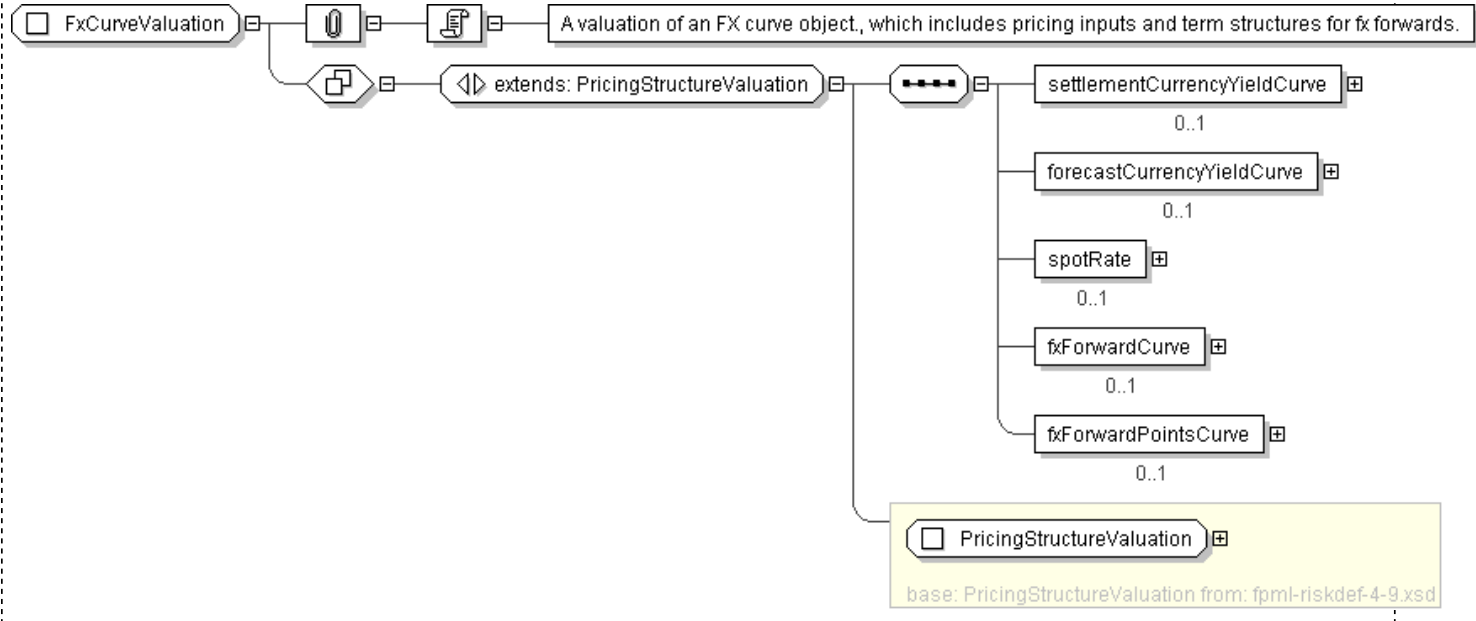 FxCurveValuation
A valuation of an FX curve object., which includes pricing inputs and term structures for fx forwards.
extends: PricingStructureValuation
settlementCurrencyYieldCurve
0..1
forecastCurrencyYieldCurve
0..1
spotRate
0..1
fxForwardCurve
0..1
fxForwardPointsCurve
0..1
PricingStructureValuation
base: PricingStructureValuation from: fpml-riskdef-4-9.xsd